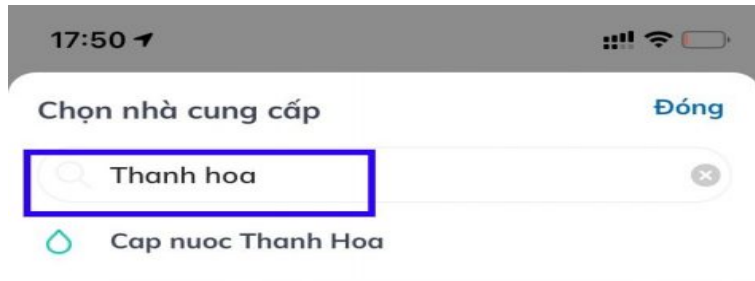 17:50
Chọn nhà cung cấp Đóng
Thanh hoa
Cap nuoc Thanh Hoa